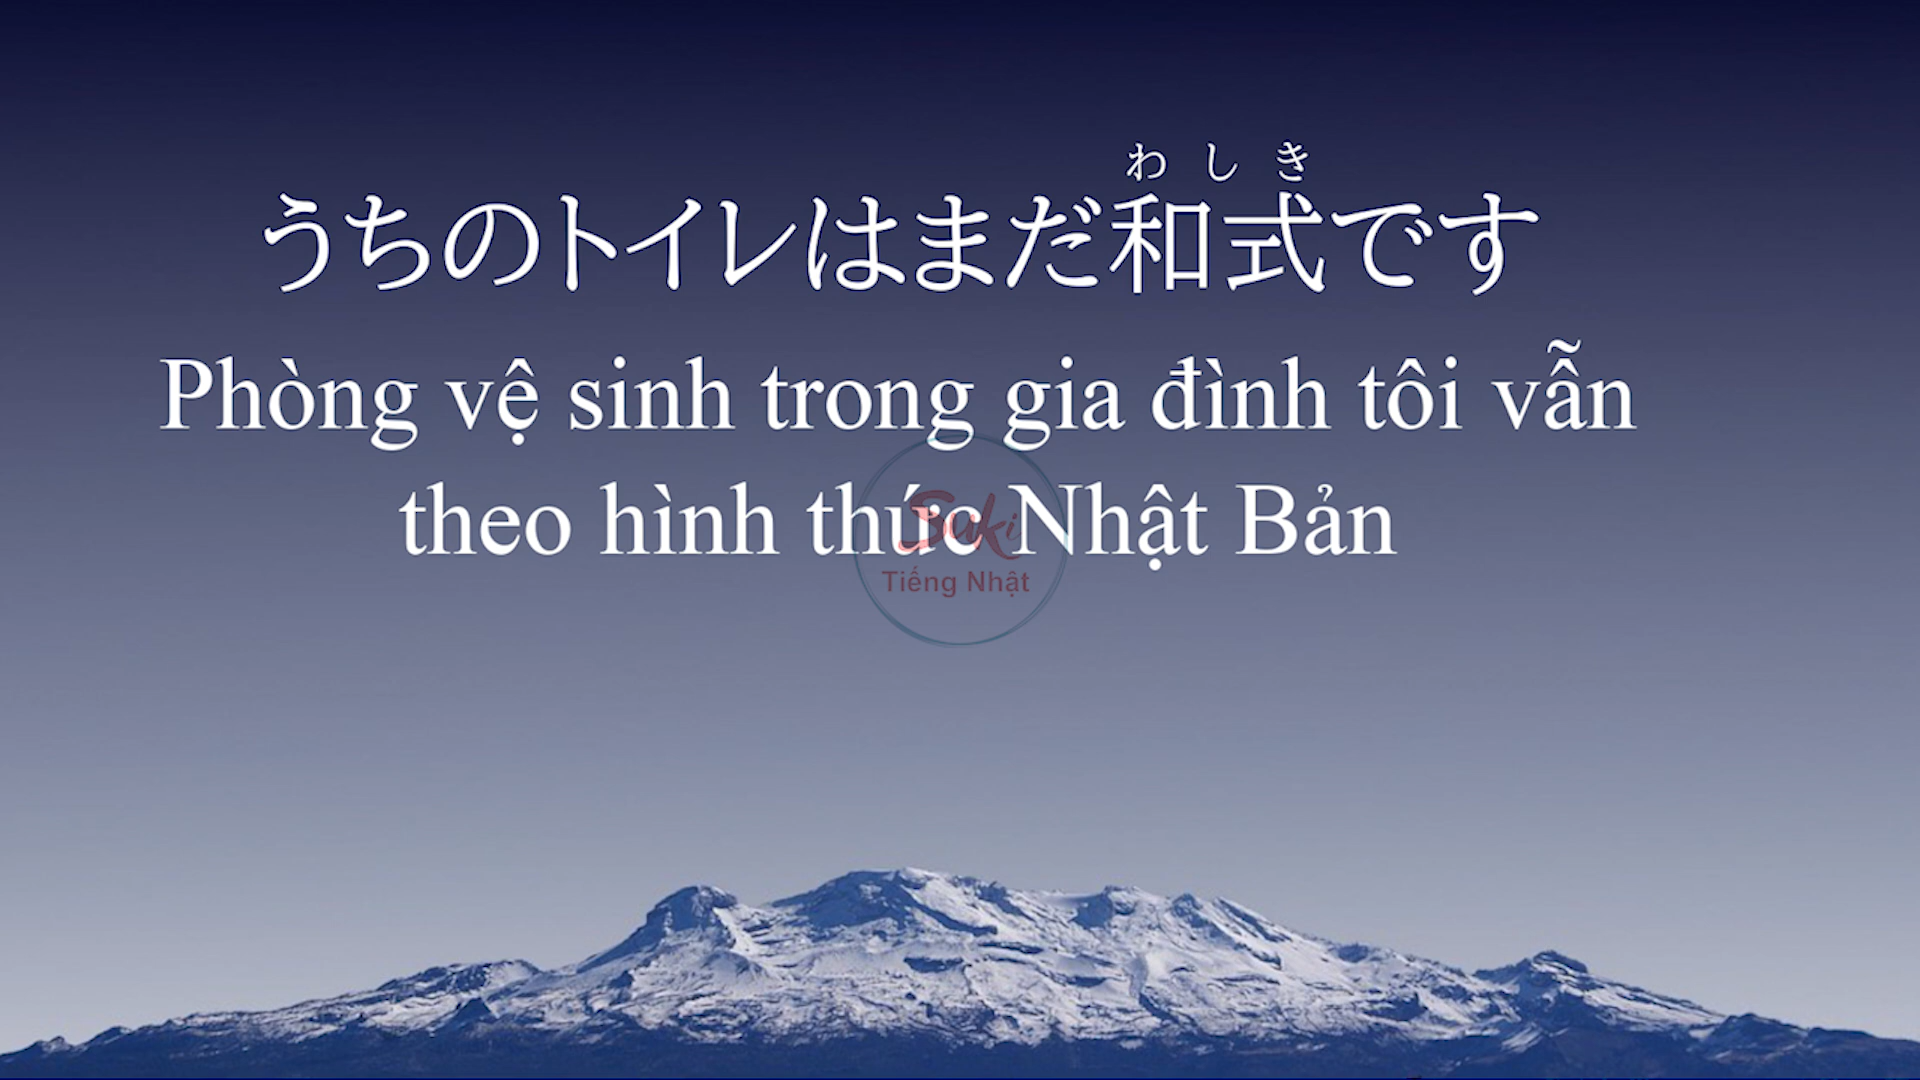 わしき
うちのトイレはまだ和式です
Phòng vệ sinh trong gia đình tôi vẫn
theo hình thức Nhật Bản
Saki
Tiếng Nhật